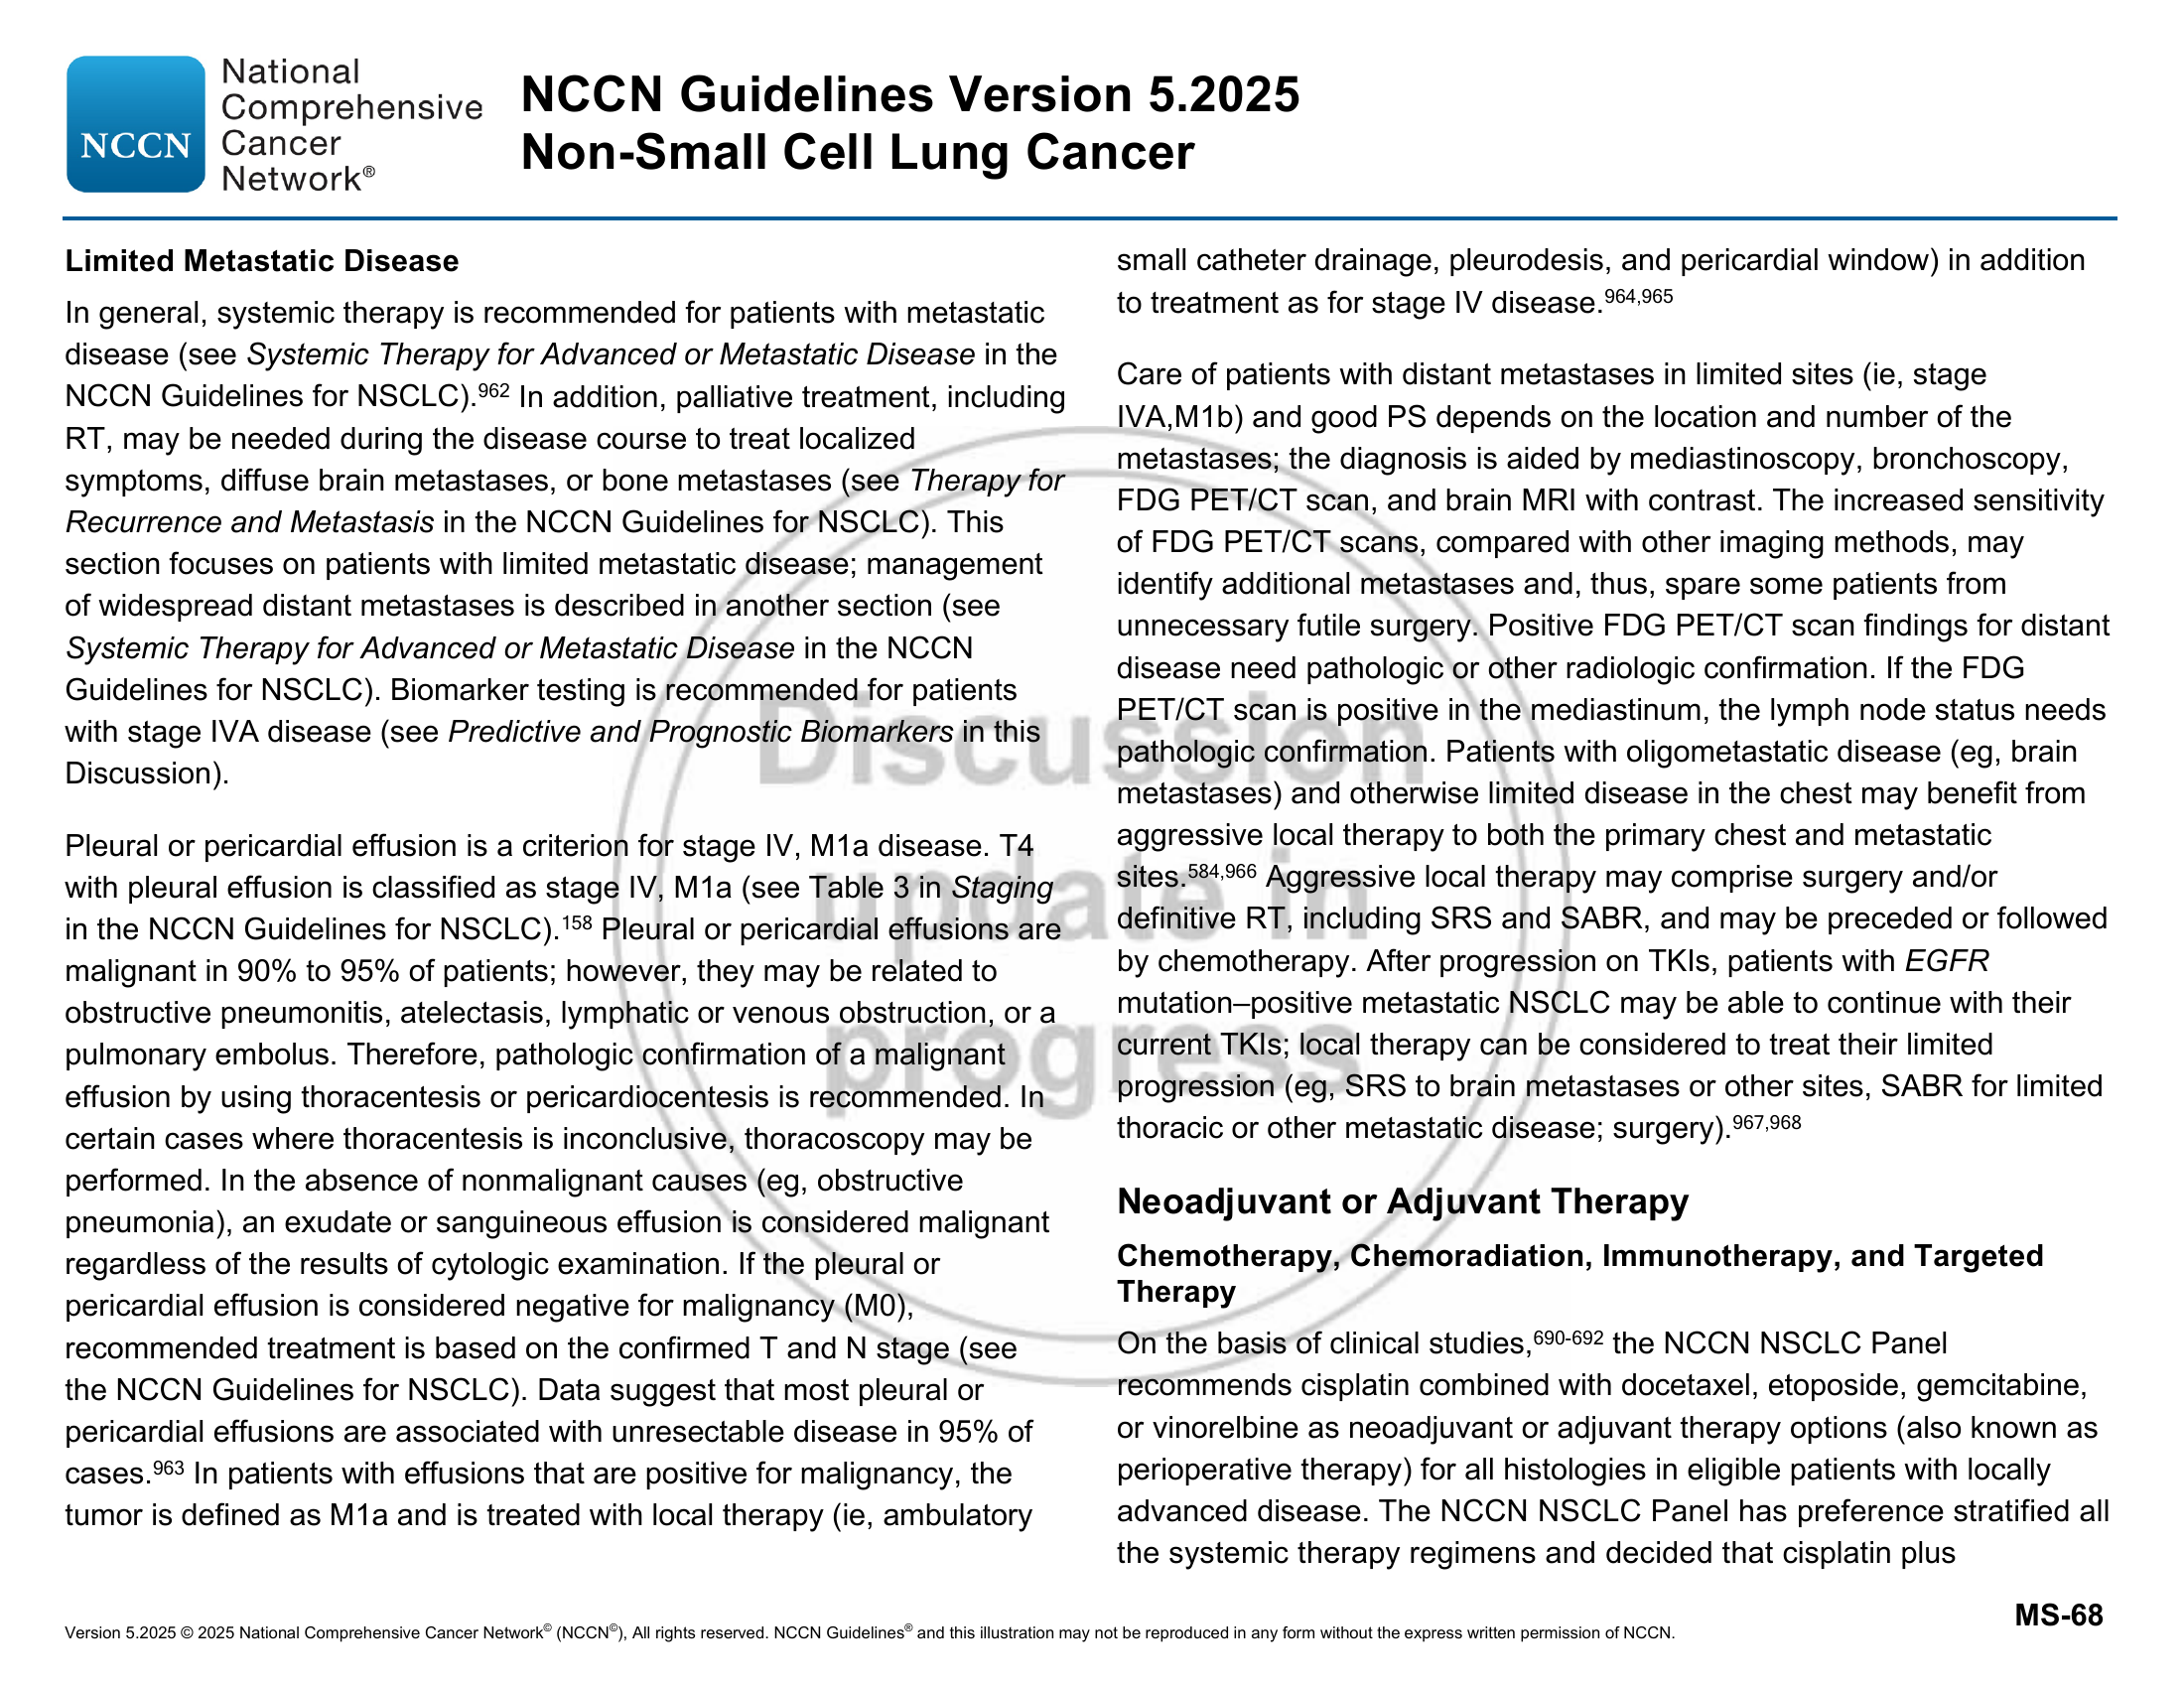 NCCN
National
Comprehensive
Cancer
Network®
NCCN Guidelines Version 5.2025
Non-Small Cell Lung Cancer
Limited Metastatic Disease
In general, systemic therapy is recommended for patients with metastatic
disease (see Systemic Therapy for Advanced or Metastatic Disease in the
NCCN Guidelines for NSCLC).962 In addition, palliative treatment, including
RT, may be needed during the disease course to treat localized
symptoms, diffuse brain metastases, or bone metastases (see Therapy for
Recurrence and Metastasis in the NCCN Guidelines for NSCLC). This
section focuses on patients with limited metastatic disease; management
of widespread distant metastases is described in another section (see
Systemic Therapy for Advanced or Metastatic Disease in the NCCN
Guidelines for NSCLC). Biomarker testing is recommended for patients
with stage IVA disease (see Predictive and Prognostic Biomarkers in this
Discussion).
Pleural or pericardial effusion is a criterion for stage IV, M1a disease. T4
with pleural effusion is classified as stage IV, M1a (see Table 3 in Staging
in the NCCN Guidelines for NSCLC).158 Pleural or pericardial effusions are
malignant in 90% to 95% of patients; however, they may be related to
obstructive pneumonitis, atelectasis, lymphatic or venous obstruction, or a
pulmonary embolus. Therefore, pathologic confirmation of a malignant
effusion by using thoracentesis or pericardiocentesis is recommended. In
certain cases where thoracentesis is inconclusive, thoracoscopy may be
performed. In the absence of nonmalignant causes (eg, obstructive
pneumonia), an exudate or sanguineous effusion is considered malignant
regardless of the results of cytologic examination. If the pleural or
pericardial effusion is considered negative for malignancy (M0),
recommended treatment is based on the confirmed T and N stage (see
the NCCN Guidelines for NSCLC). Data suggest that most pleural or
pericardial effusions are associated with unresectable disease in 95% of
cases.963 In patients with effusions that are positive for malignancy, the
tumor is defined as M1a and is treated with local therapy (ie, ambulatory
small catheter drainage, pleurodesis, and pericardial window) in addition
to treatment as for stage IV disease.964,965
Care of patients with distant metastases in limited sites (ie, stage
IVA,M1b) and good PS depends on the location and number of the
metastases; the diagnosis is aided by mediastinoscopy, bronchoscopy,
FDG PET/CT scan, and brain MRI with contrast. The increased sensitivity
of FDG PET/CT scans, compared with other imaging methods, may
identify additional metastases and, thus, spare some patients from
unnecessary futile surgery. Positive FDG PET/CT scan findings for distant
disease need pathologic or other radiologic confirmation. If the FDG
PET/CT scan is positive in the mediastinum, the lymph node status needs
pathologic confirmation. Patients with oligometastatic disease (eg, brain
metastases) and otherwise limited disease in the chest may benefit from
aggressive local therapy to both the primary chest and metastatic
sites.584,966 Aggressive local therapy may comprise surgery and/or
definitive RT, including SRS and SABR, and may be preceded or followed
by chemotherapy. After progression on TKIs, patients with EGFR
mutation–positive metastatic NSCLC may be able to continue with their
current TKIs; local therapy can be considered to treat their limited
progression (eg, SRS to brain metastases or other sites, SABR for limited
thoracic or other metastatic disease; surgery).967,968
Neoadjuvant or Adjuvant Therapy
Chemotherapy, Chemoradiation, Immunotherapy, and Targeted
Therapy
On the basis of clinical studies,690-692 the NCCN NSCLC Panel
recommends cisplatin combined with docetaxel, etoposide, gemcitabine,
or vinorelbine as neoadjuvant or adjuvant therapy options (also known as
perioperative therapy) for all histologies in eligible patients with locally
advanced disease. The NCCN NSCLC Panel has preference stratified all
the systemic therapy regimens and decided that cisplatin plus
Discussion
update in
progress
MS-68
Version 5.2025 © 2025 National Comprehensive Cancer Network© (NCCN©), All rights reserved. NCCN Guidelines® and this illustration may not be reproduced in any form without the express written permission of NCCN.